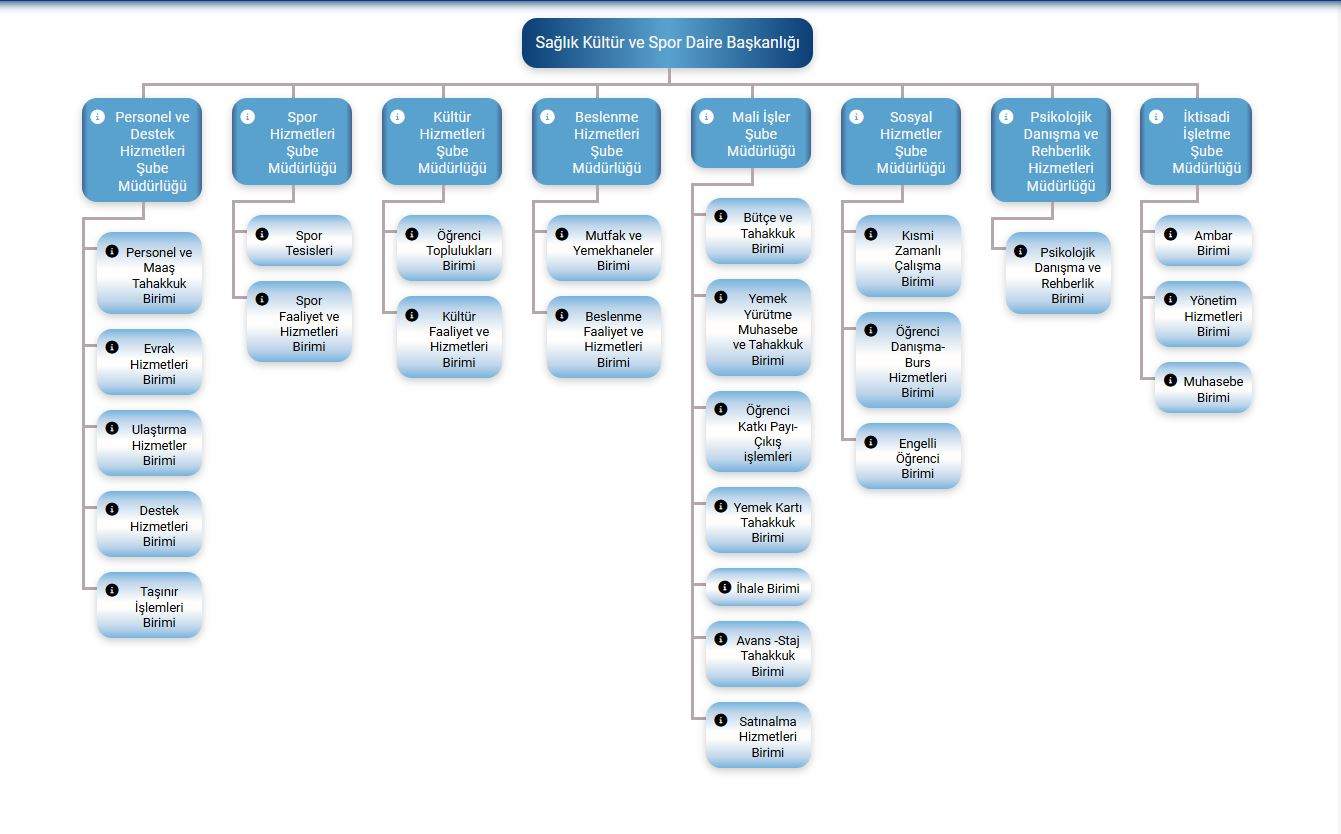 Sağlık Kültür ve Spor Daire Başkanlığı
Personel ve
Destek
Hizmetleri
Şube
Müdürlüğü
Personel ve
Maaş
Tahakkuk
Birimi
Evrak
Hizmetleri
Birimi
Ulaştırma
Hizmetler
Birimi
Destek
Hizmetleri
Birimi
Taşınır
İşlemleri
Birimi
Spor
Hizmetleri
Şube
Müdürlüğü
Spor
Tesisleri
Spor
Faaliyet ve
Hizmetleri
Birimi
Kültür
Hizmetleri
Şube
Müdürlüğü
Öğrenci
Toplulukları
Birimi
Kültür
Faaliyet ve
Hizmetleri
Birimi
Beslenme
Hizmetleri
Şube
Müdürlüğü
Mutfak ve
Yemekhaneler
Birimi
Beslenme
Faaliyet ve
Hizmetleri
Birimi
Mali İşler
Şube
Müdürlüğü
Bütçe ve
Tahakkuk
Birimi
Yemek
Yürütme
Muhasebe
ve Tahakkuk
Birimi
Öğrenci
Katkı Payı-
Çıkış
işlemleri
Yemek Kartı
Tahakkuk
Birimi
İhale Birimi
Avans -Staj
Tahakkuk
Birimi
Satınalma
Hizmetleri
Birimi
Sosyal
Hizmetler
Şube
Müdürlüğü
Kısmi
Zamanlı
Çalışma
Birimi
Öğrenci
Danışma-
Burs
Hizmetleri
Birimi
Engelli
Öğrenci
Birimi
Psikolojik
Danışma ve
Rehberlik
Hizmetleri
Müdürlüğü
Psikolojik
Danışma ve
Rehberlik
Birimi
İktisadi
İşletme
Şube
Müdürlüğü
Ambar
Birimi
Yönetim
Hizmetleri
Birimi
Muhasebe
Birimi